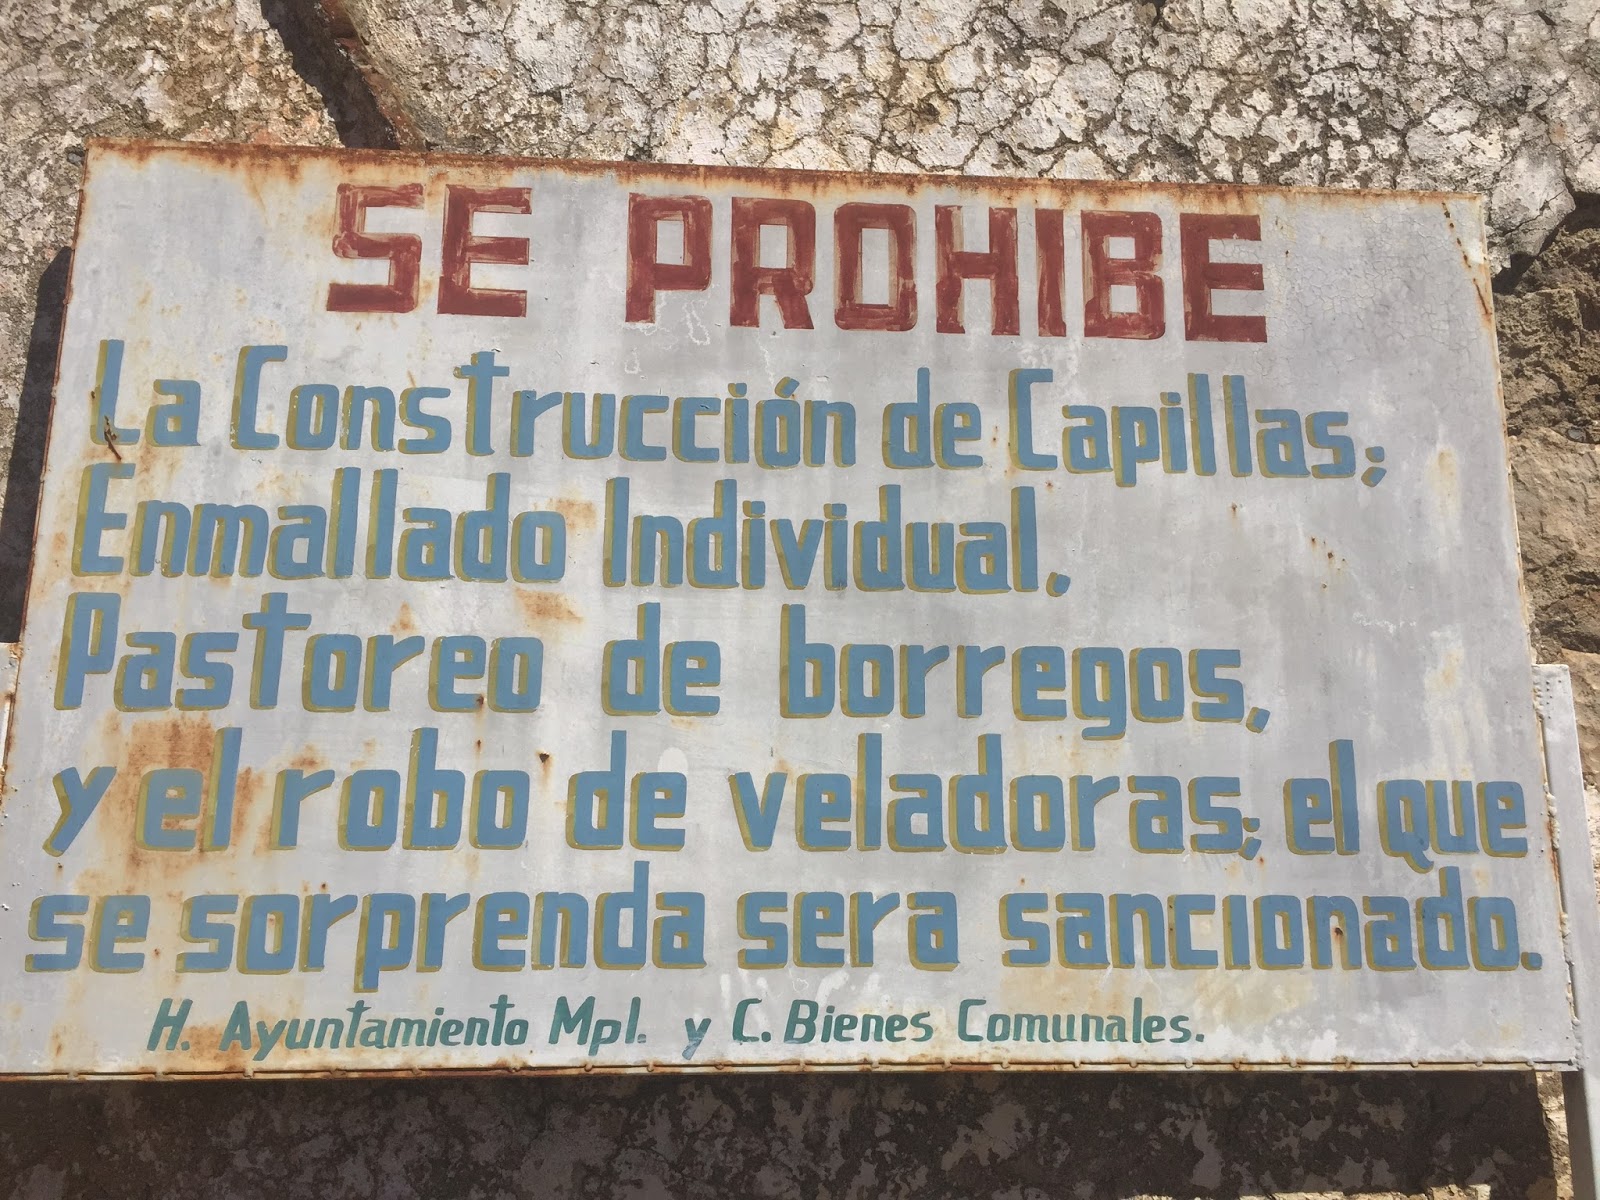 SE PROHIBE
La Construcción de Capillas;
Enmallado Individual,
Pastoreo de borregos,
y el robo de veladoras; el que
se sorprenda sera sancionado.
H. Ayuntamiento Mpl. y C. Bienes Comunales.